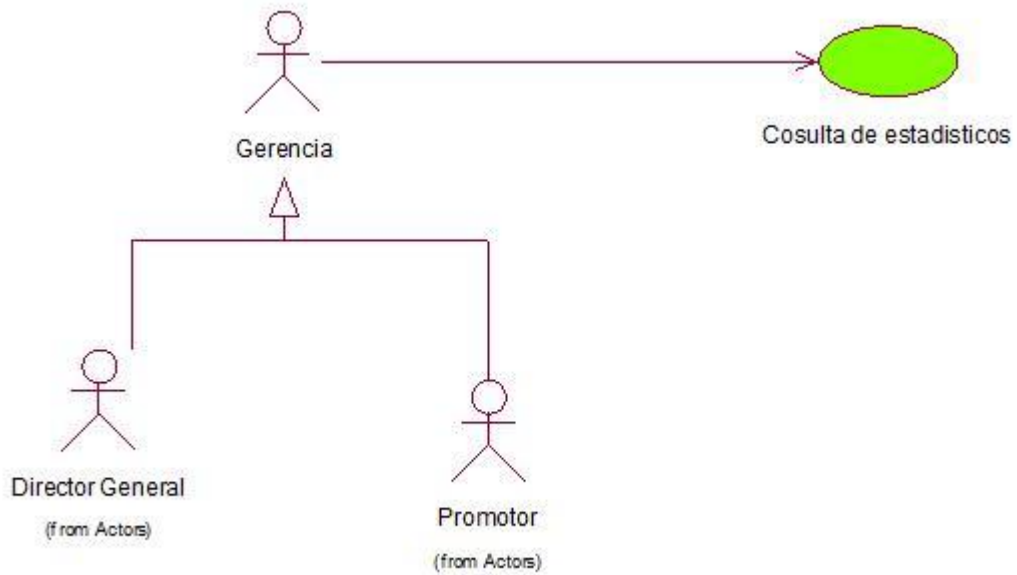 Gerencia
Cosulta de estadisticos
Director General
(from Actors)
Promotor
(from Actors)